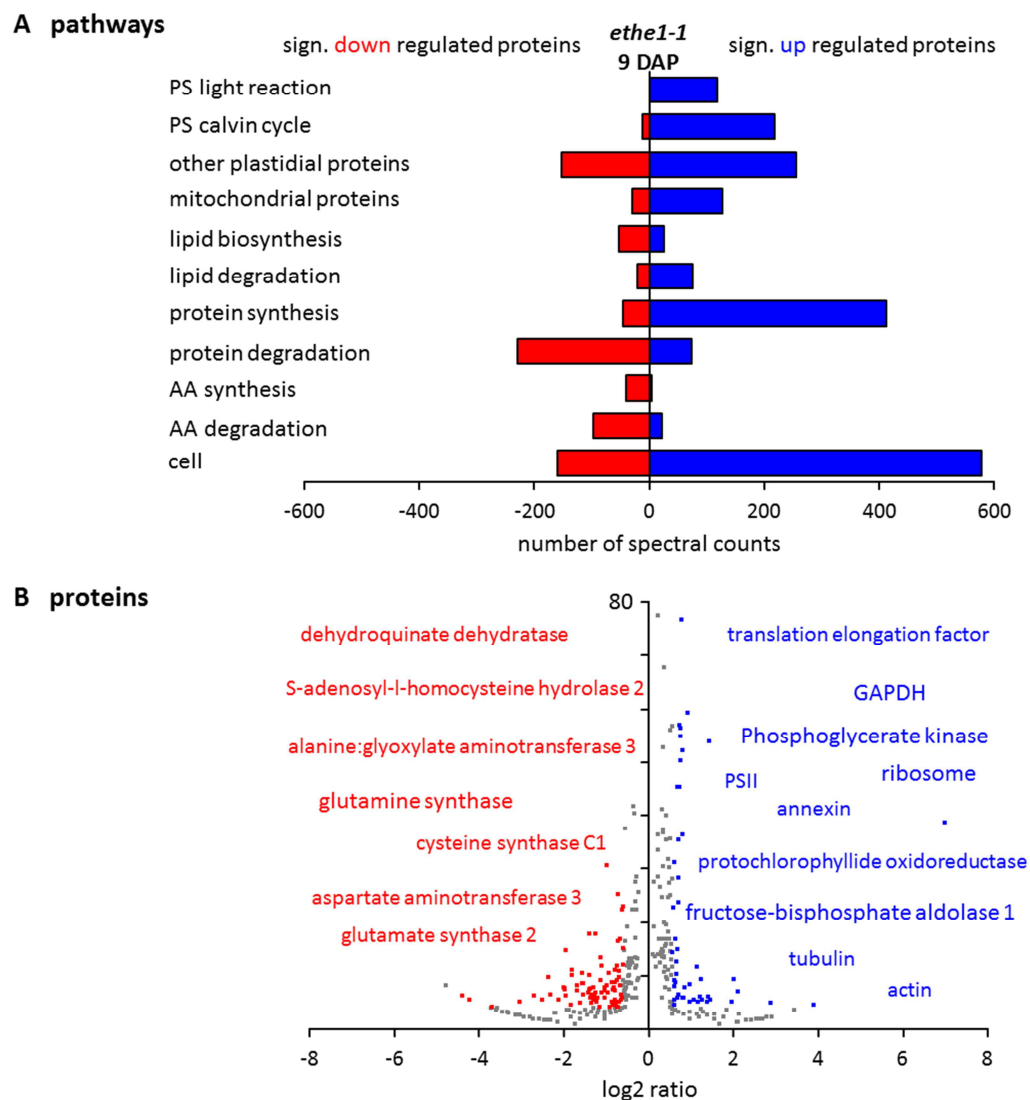 A pathways
ethe1-1
sign. down regulated proteins
9 DAP
sign. up regulated proteins
PS light reaction
PS calvin cycle
other plastidial proteins
mitochondrial proteins
lipid biosynthesis
lipid degradation
protein synthesis
protein degradation
AA synthesis
AA degradation
cell
-600 -400 -200 0 200 400 600
number of spectral counts
B proteins
80
dehydroquinate dehydratase
translation elongation factor
S-adenosyl-l-homocysteine hydrolase 2
GAPDH
alanine:glyoxylate aminotransferase 3
Phosphoglycerate kinase
ribosome
PSII
glutamine synthase
annexin
cysteine synthase C1
protochlorophyllide oxidoreductase
aspartate aminotransferase 3
fructose-bisphosphate aldolase 1
glutamate synthase 2
tubulin
actin
-8 -6 -4 -2 0 2 4 6 8
log2 ratio